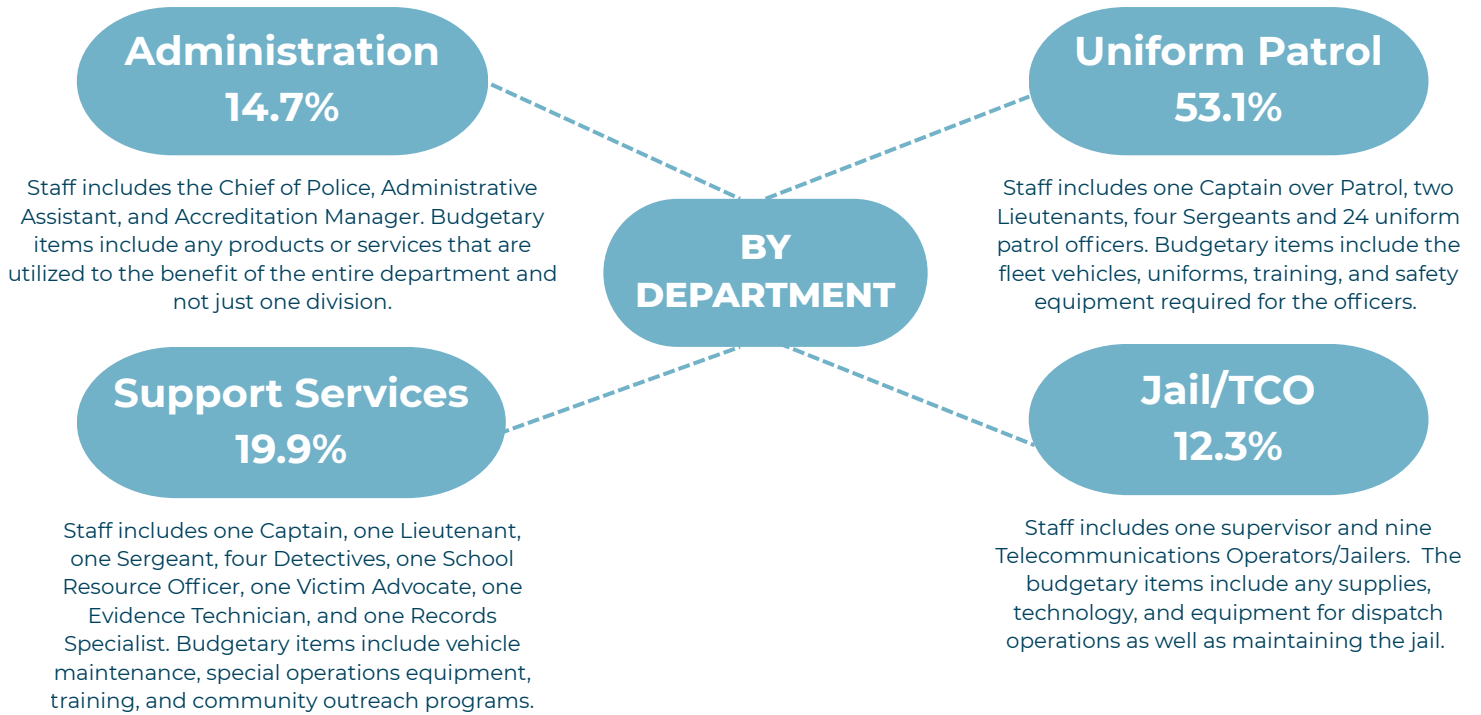 Administration
14.7%
Staff includes the Chief of Police, Administrative
Assistant, and Accreditation Manager. Budgetary
items include any products or services that are
utilized to the benefit of the entire department and
not just one division.
Uniform Patrol
53.1%
Staff includes one Captain over Patrol, two
Lieutenants, four Sergeants and 24 uniform
patrol officers. Budgetary items include the
fleet vehicles, uniforms, training, and safety
equipment required for the officers.
BY
DEPARTMENT
Support Services
19.9%
Staff includes one Captain, one Lieutenant,
one Sergeant, four Detectives, one School
Resource Officer, one Victim Advocate, one
Evidence Technician, and one Records
Specialist. Budgetary items include vehicle
maintenance, special operations equipment,
training, and community outreach programs.
Jail/TCO
12.3%
Staff includes one supervisor and nine
Telecommunications Operators/Jailers.  The
budgetary items include any supplies,
technology, and equipment for dispatch
operations as well as maintaining the jail.